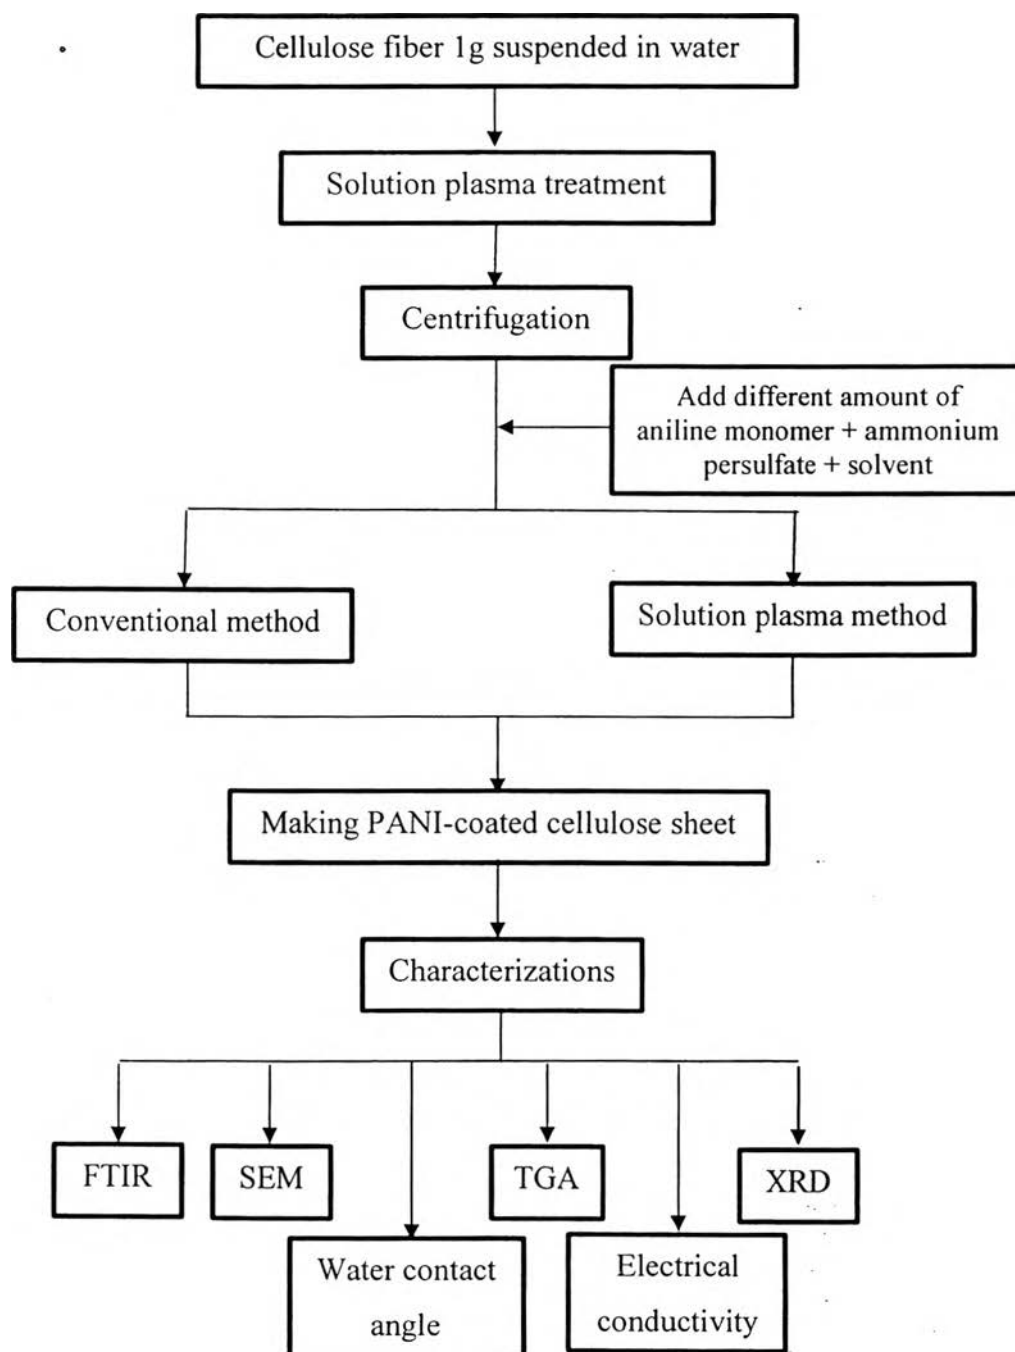 Cellulose fiber 1g suspended in water
Solution plasma treatment
Centrifugation
Add different amount of
aniline monomer + ammonium
persulfate + solvent
Conventional method
Solution plasma method
Making PANI-coated cellulose sheet
Characterizations
FTIR
SEM
TGA
XRD
Water contact
angle
Electrical
conductivity